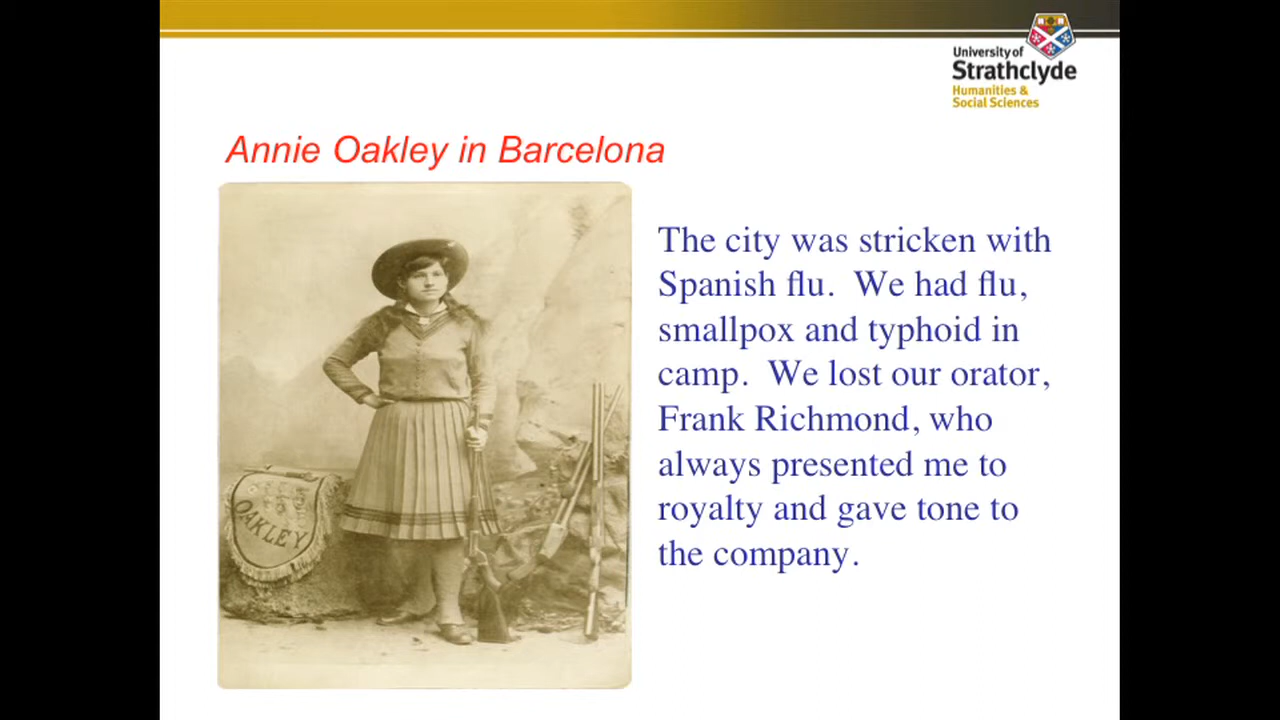 University of
Strathclyde
Humanities &
Social Sciences
Annie Oakley in Barcelona
The city was stricken with
Spanish flu.  We had flu,
smallpox and typhoid in
camp.  We lost our orator,
Frank Richmond, who
always presented me to
royalty and gave tone to
the company.
OAKLEY